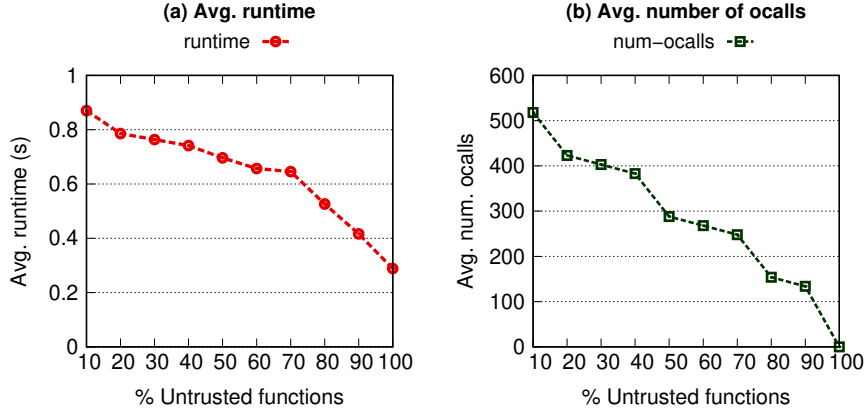 (a) Avg. runtime
runtime
1
0.8
0.6
0.4
0.2
0
Avg. runtime (s)
10 20 30 40 50 60 70 80 90 100
% Untrusted functions
(b) Avg. number of ocalls
num-ocalls
600
500
400
300
200
100
0
Avg. num. ocalls
10 20 30 40 50 60 70 80 90 100
% Untrusted functions